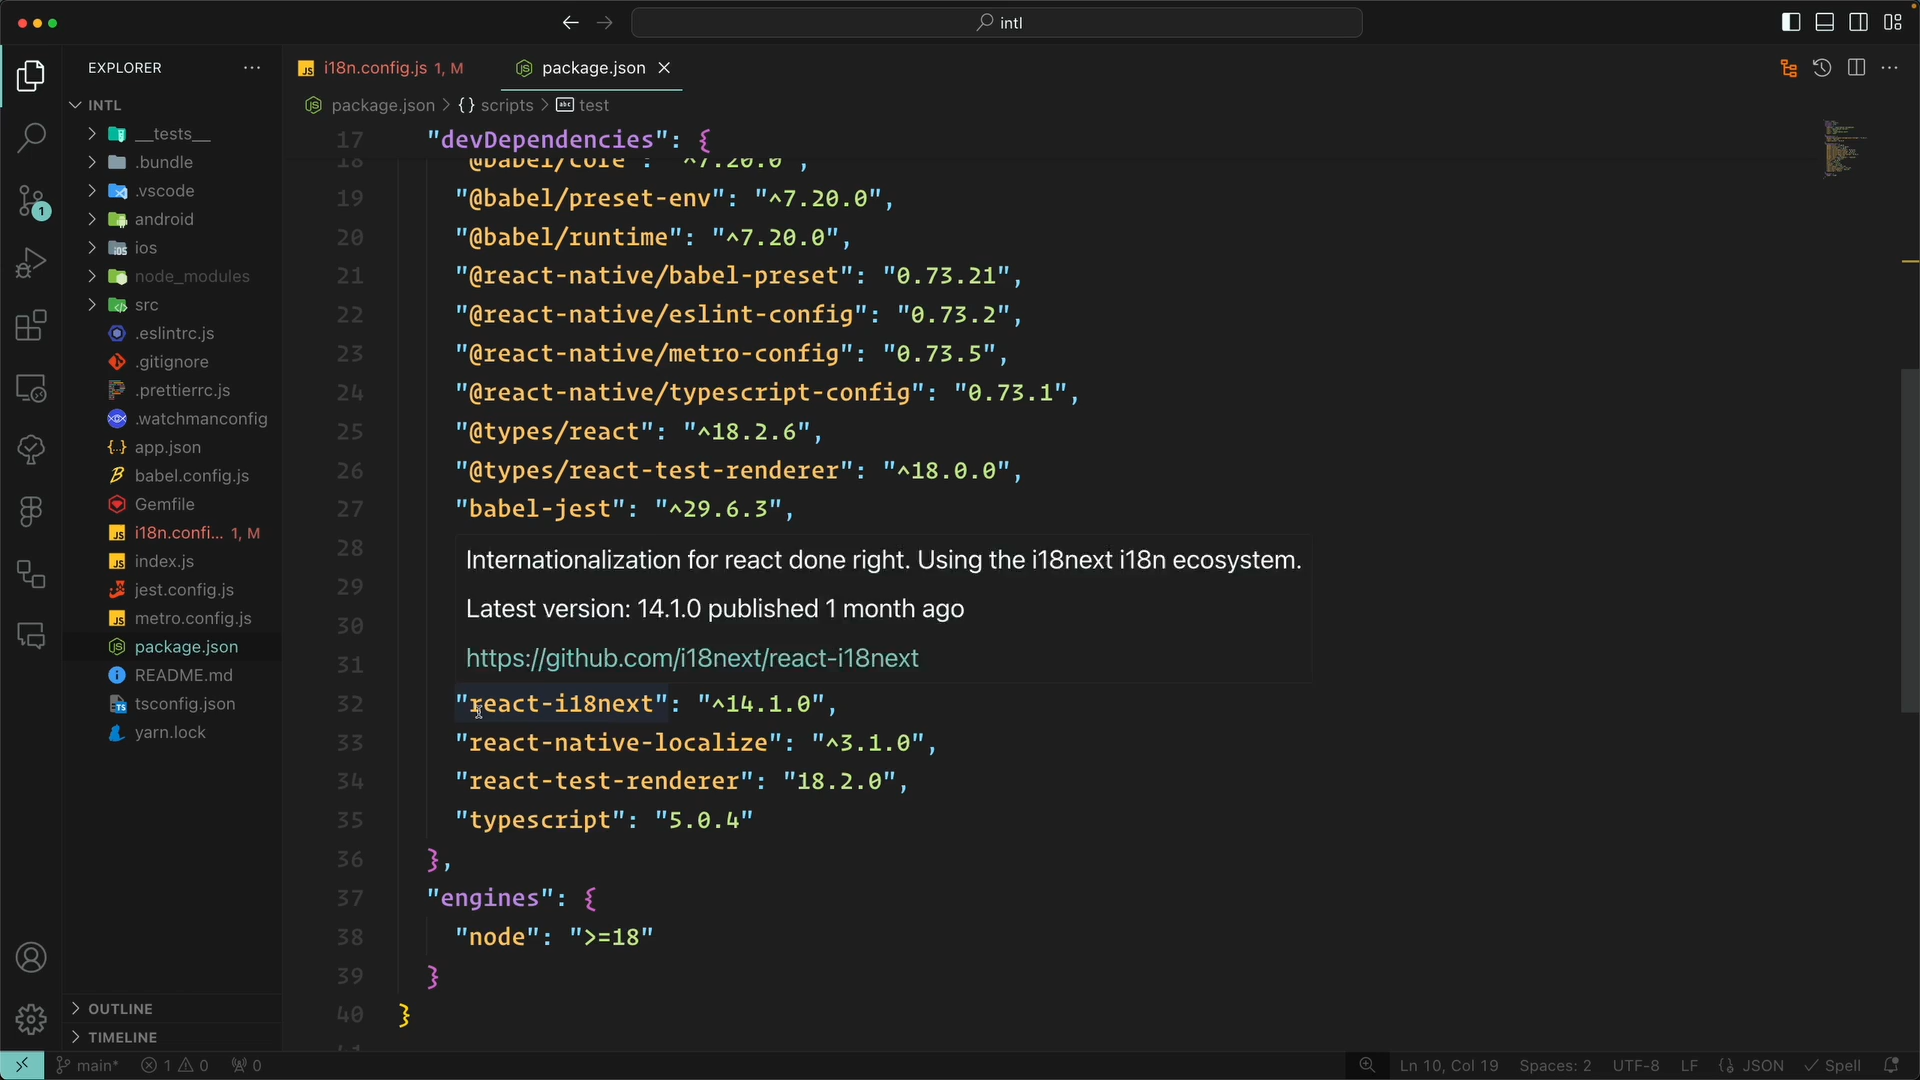 intl
EXPLORER
INTL
__tests__
.bundle
.vscode
android
ios
node_modules
src
.eslintrc.js
.gitignore
.prettierrc.js
.watchmanconfig
app.json
babel.config.js
Gemfile
i18n.confi... 1, M
index.js
jest.config.js
metro.config.js
package.json
README.md
tsconfig.json
yarn.lock
OUTLINE
TIMELINE
i18n.config.js 1, M
package.json
package.json > {} scripts > abc test
17 "devDependencies": {
18 "@babel/core": "^7.20.0",
19 "@babel/preset-env": "^7.20.0",
20 "@babel/runtime": "^7.20.0",
21 "@react-native/babel-preset": "0.73.21",
22 "@react-native/eslint-config": "0.73.2",
23 "@react-native/metro-config": "0.73.5",
24 "@react-native/typescript-config": "0.73.1",
25 "@types/react": "^18.2.6",
26 "@types/react-test-renderer": "^18.0.0",
27 "babel-jest": "^29.6.3",
28
29
30
31
Internationalization for react done right. Using the i18next i18n ecosystem.
Latest version: 14.1.0 published 1 month ago
https://github.com/i18next/react-i18next
32 "react-i18next": "^14.1.0",
33 "react-native-localize": "^3.1.0",
34 "react-test-renderer": "18.2.0",
35 "typescript": "5.0.4"
36 },
37 "engines": {
38 "node": ">=18"
39 }
40 }
main* 1 0 0
Ln 10, Col 19 Spaces: 2 UTF-8 LF {} JSON Spell